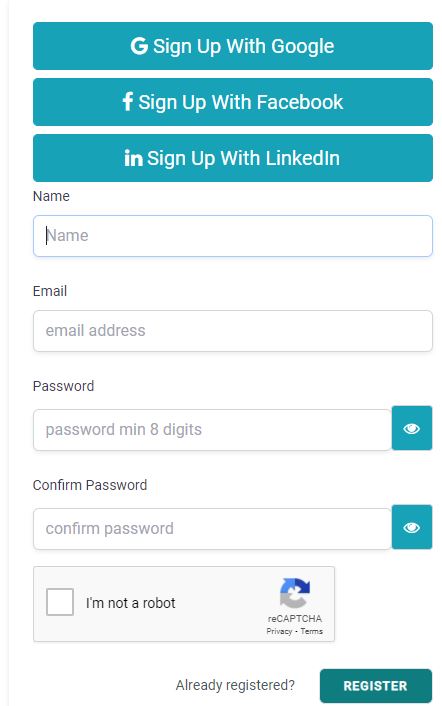 G Sign Up With Google
f Sign Up With Facebook
in Sign Up With LinkedIn
Name
Name
Email
email address
Password
password min 8 digits
Confirm Password
confirm password
I'm not a robot
reCAPTCHA
Privacy - Terms
Already registered?
REGISTER